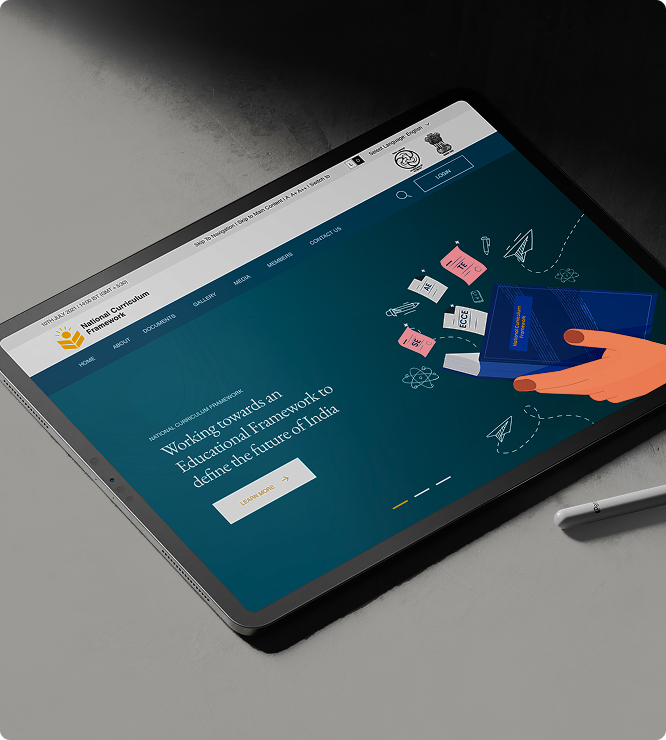 10TH JULY 2021 | 14:00 IST (GMT + 5:30)
Skip To Navigation | Skip to Main Content | A A+ A++ | Switch to
Select Language English
National Curriculum
Framework
LOGIN
HOME ABOUT DOCUMENTS GALLERY MEDIA MEMBERS CONTACT US
NATIONAL CURRICULUM FRAMEWORK
Working towards an
Educational Framework to
define the future of India
LEARN MORE
TE
AE
ECCE
SE
National Curriculum
Framework